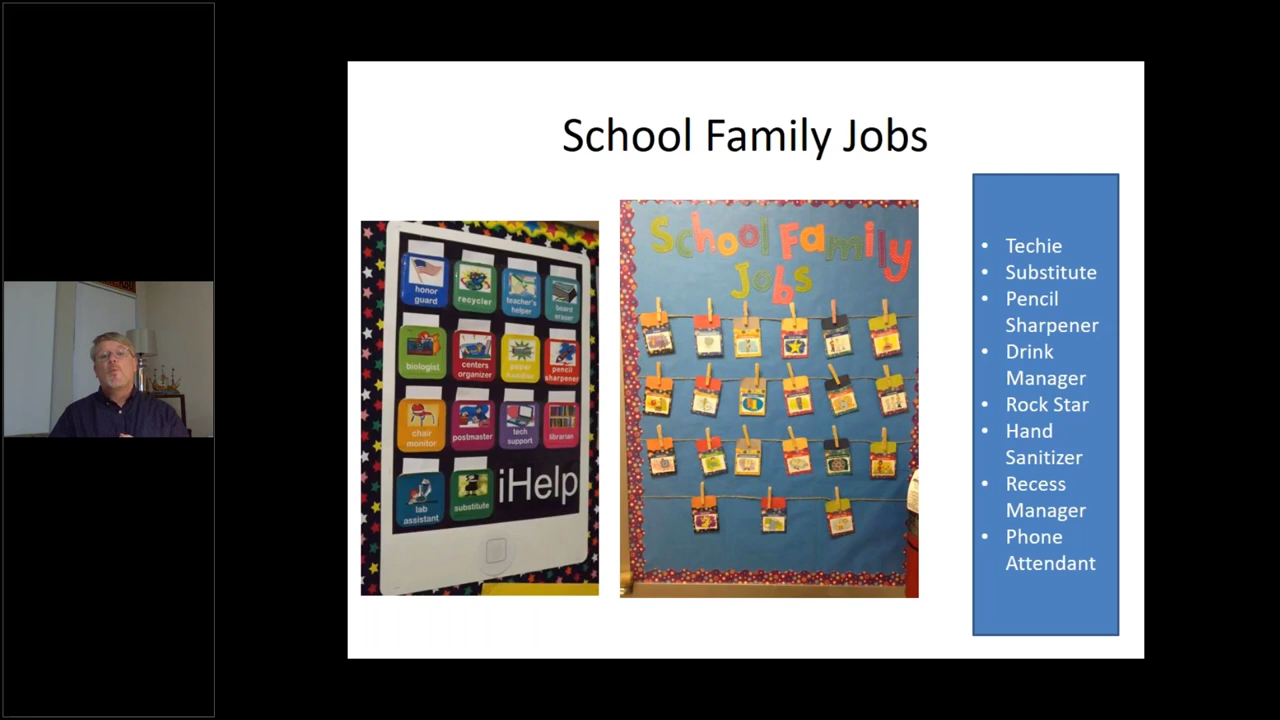 School Family Jobs
honor
guard
recycler
teacher's
helper
board
eraser
biologist
centers
organizer
paper
pencil
sharpener
chair
monitor
postmaster
tech
support
librarian
lab
assistant
substitute
iHelp
School Family
Jobs
• Techie
• Substitute
• Pencil
Sharpener
• Drink
Manager
• Rock Star
• Hand
Sanitizer
• Recess
Manager
• Phone
Attendant